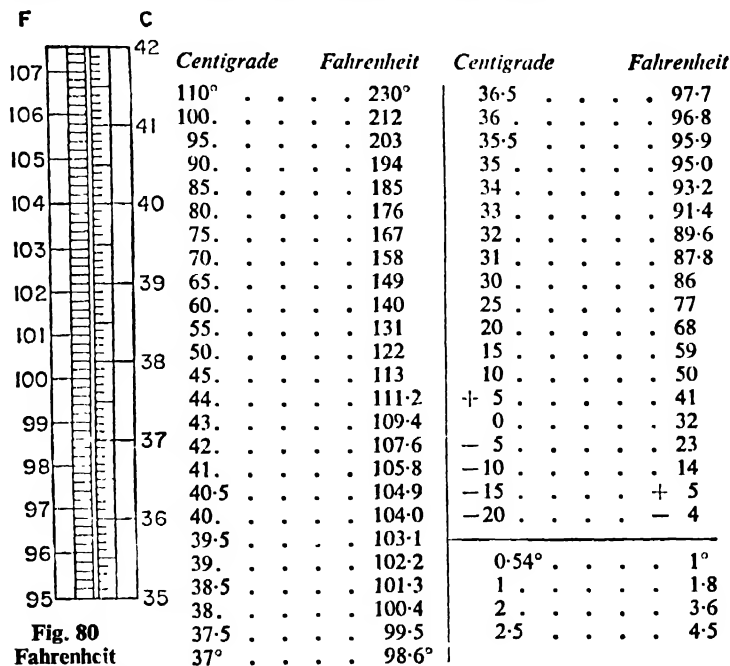 F C
107
106
105
104
103
102
101
100
99
98
97
96
95
42
41
40
39
38
37
36
35
Fig. 80
Fahrenheit
Centigrade Fahrenheit
110° . . . . 230°
100. . . . . 212
95. . . . . 203
90. . . . . 194
85. . . . . 185
80. . . . . 176
75. . . . . 167
70. . . . . 158
65. . . . . 149
60. . . . . 140
55. . . . . 131
50. . . . . 122
45. . . . . 113
44. . . . . 111·2
43. . . . . 109·4
42. . . . . 107·6
41. . . . . 105·8
40·5 . . . . 104·9
40. . . . . 104·0
39·5 . . . . 103·1
39. . . . . 102·2
38·5 . . . . 101·3
38. . . . . 100·4
37·5 . . . . 99·5
37° . . . . 98·6°
Centigrade Fahrenheit
36·5 . . . . 97·7
36 . . . . . 96·8
35·5 . . . . 95·9
35 . . . . . 95·0
34 . . . . . 93·2
33 . . . . . 91·4
32 . . . . . 89·6
31 . . . . . 87·8
30 . . . . . 86
25 . . . . . 77
20 . . . . . 68
15 . . . . . 59
10 . . . . . 50
+ 5 . . . . . 41
0 . . . . . 32
− 5 . . . . . 23
−10 . . . . . 14
−15 . . . . + 5
−20 . . . . − 4
0·54° . . . . 1°
1 . . . . . 1·8
2 . . . . . 3·6
2·5 . . . . 4·5